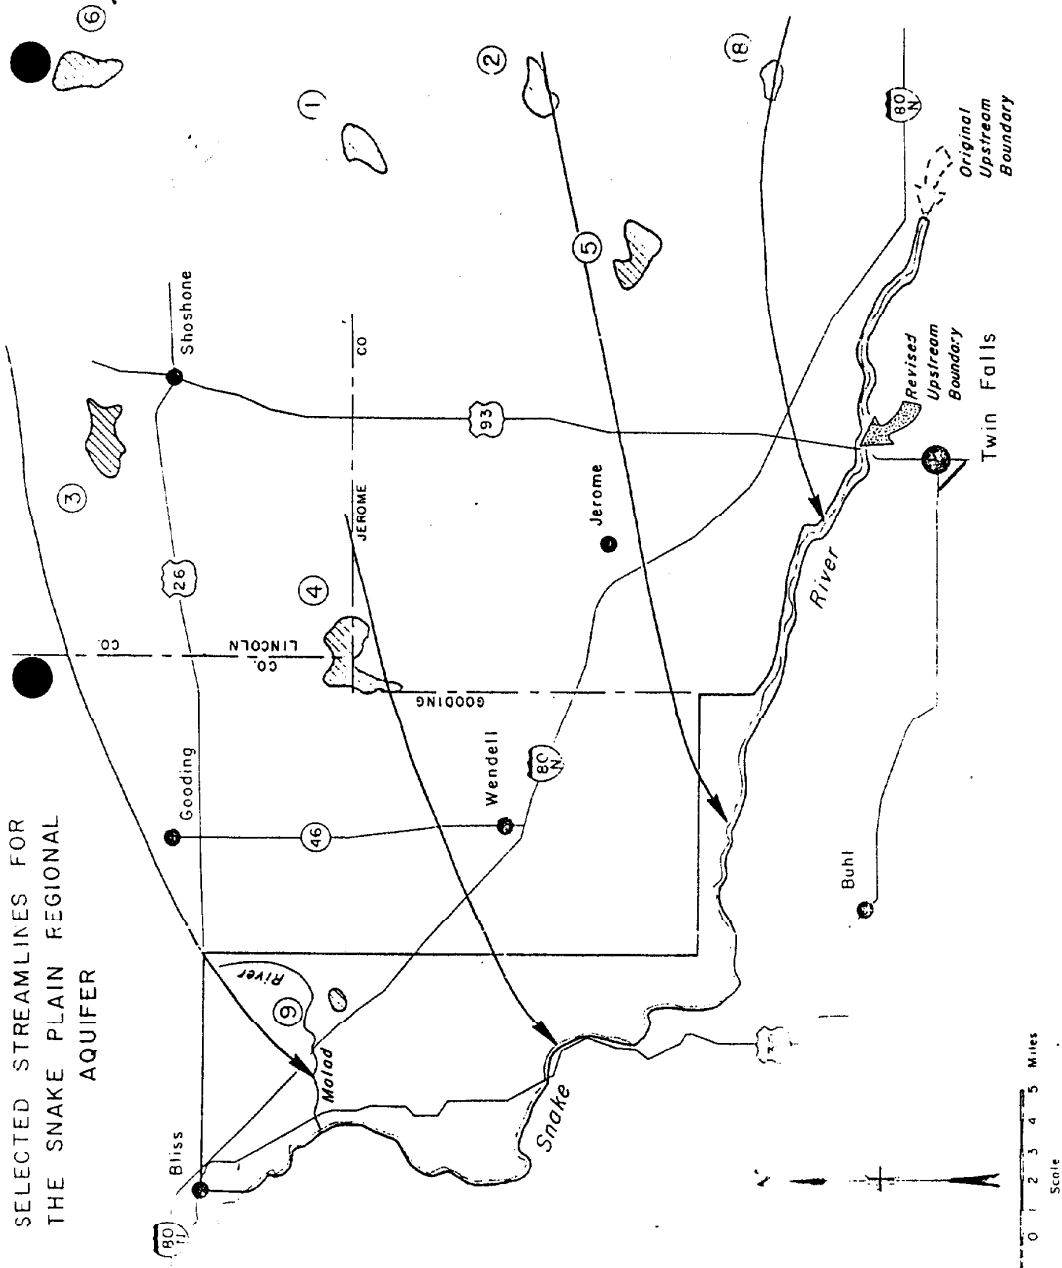 SELECTED STREAMLINES FOR
THE SNAKE PLAIN REGIONAL
AQUIFER
6
1
2
8
3
Shoshone
5
80
N
Original
Upstream
Boundary
26
CO
93
Revised
Upstream
Boundary
JEROME
4
Jerome
Twin Falls
CO.
LINCOLN
CO.
GOODING
River
Gooding
46
Wendell
80
N
Buhl
River
9
Malad
Bliss
Snake
80
0 1 2 3 4 5 Miles
Scale